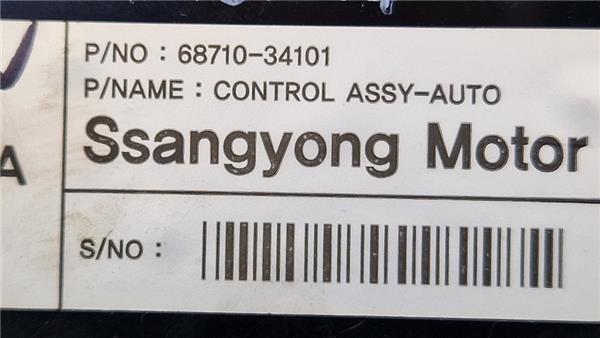 P/NO : 68710-34101
P/NAME : CONTROL ASSY-AUTO
Ssangyong Motor
A
S/NO :